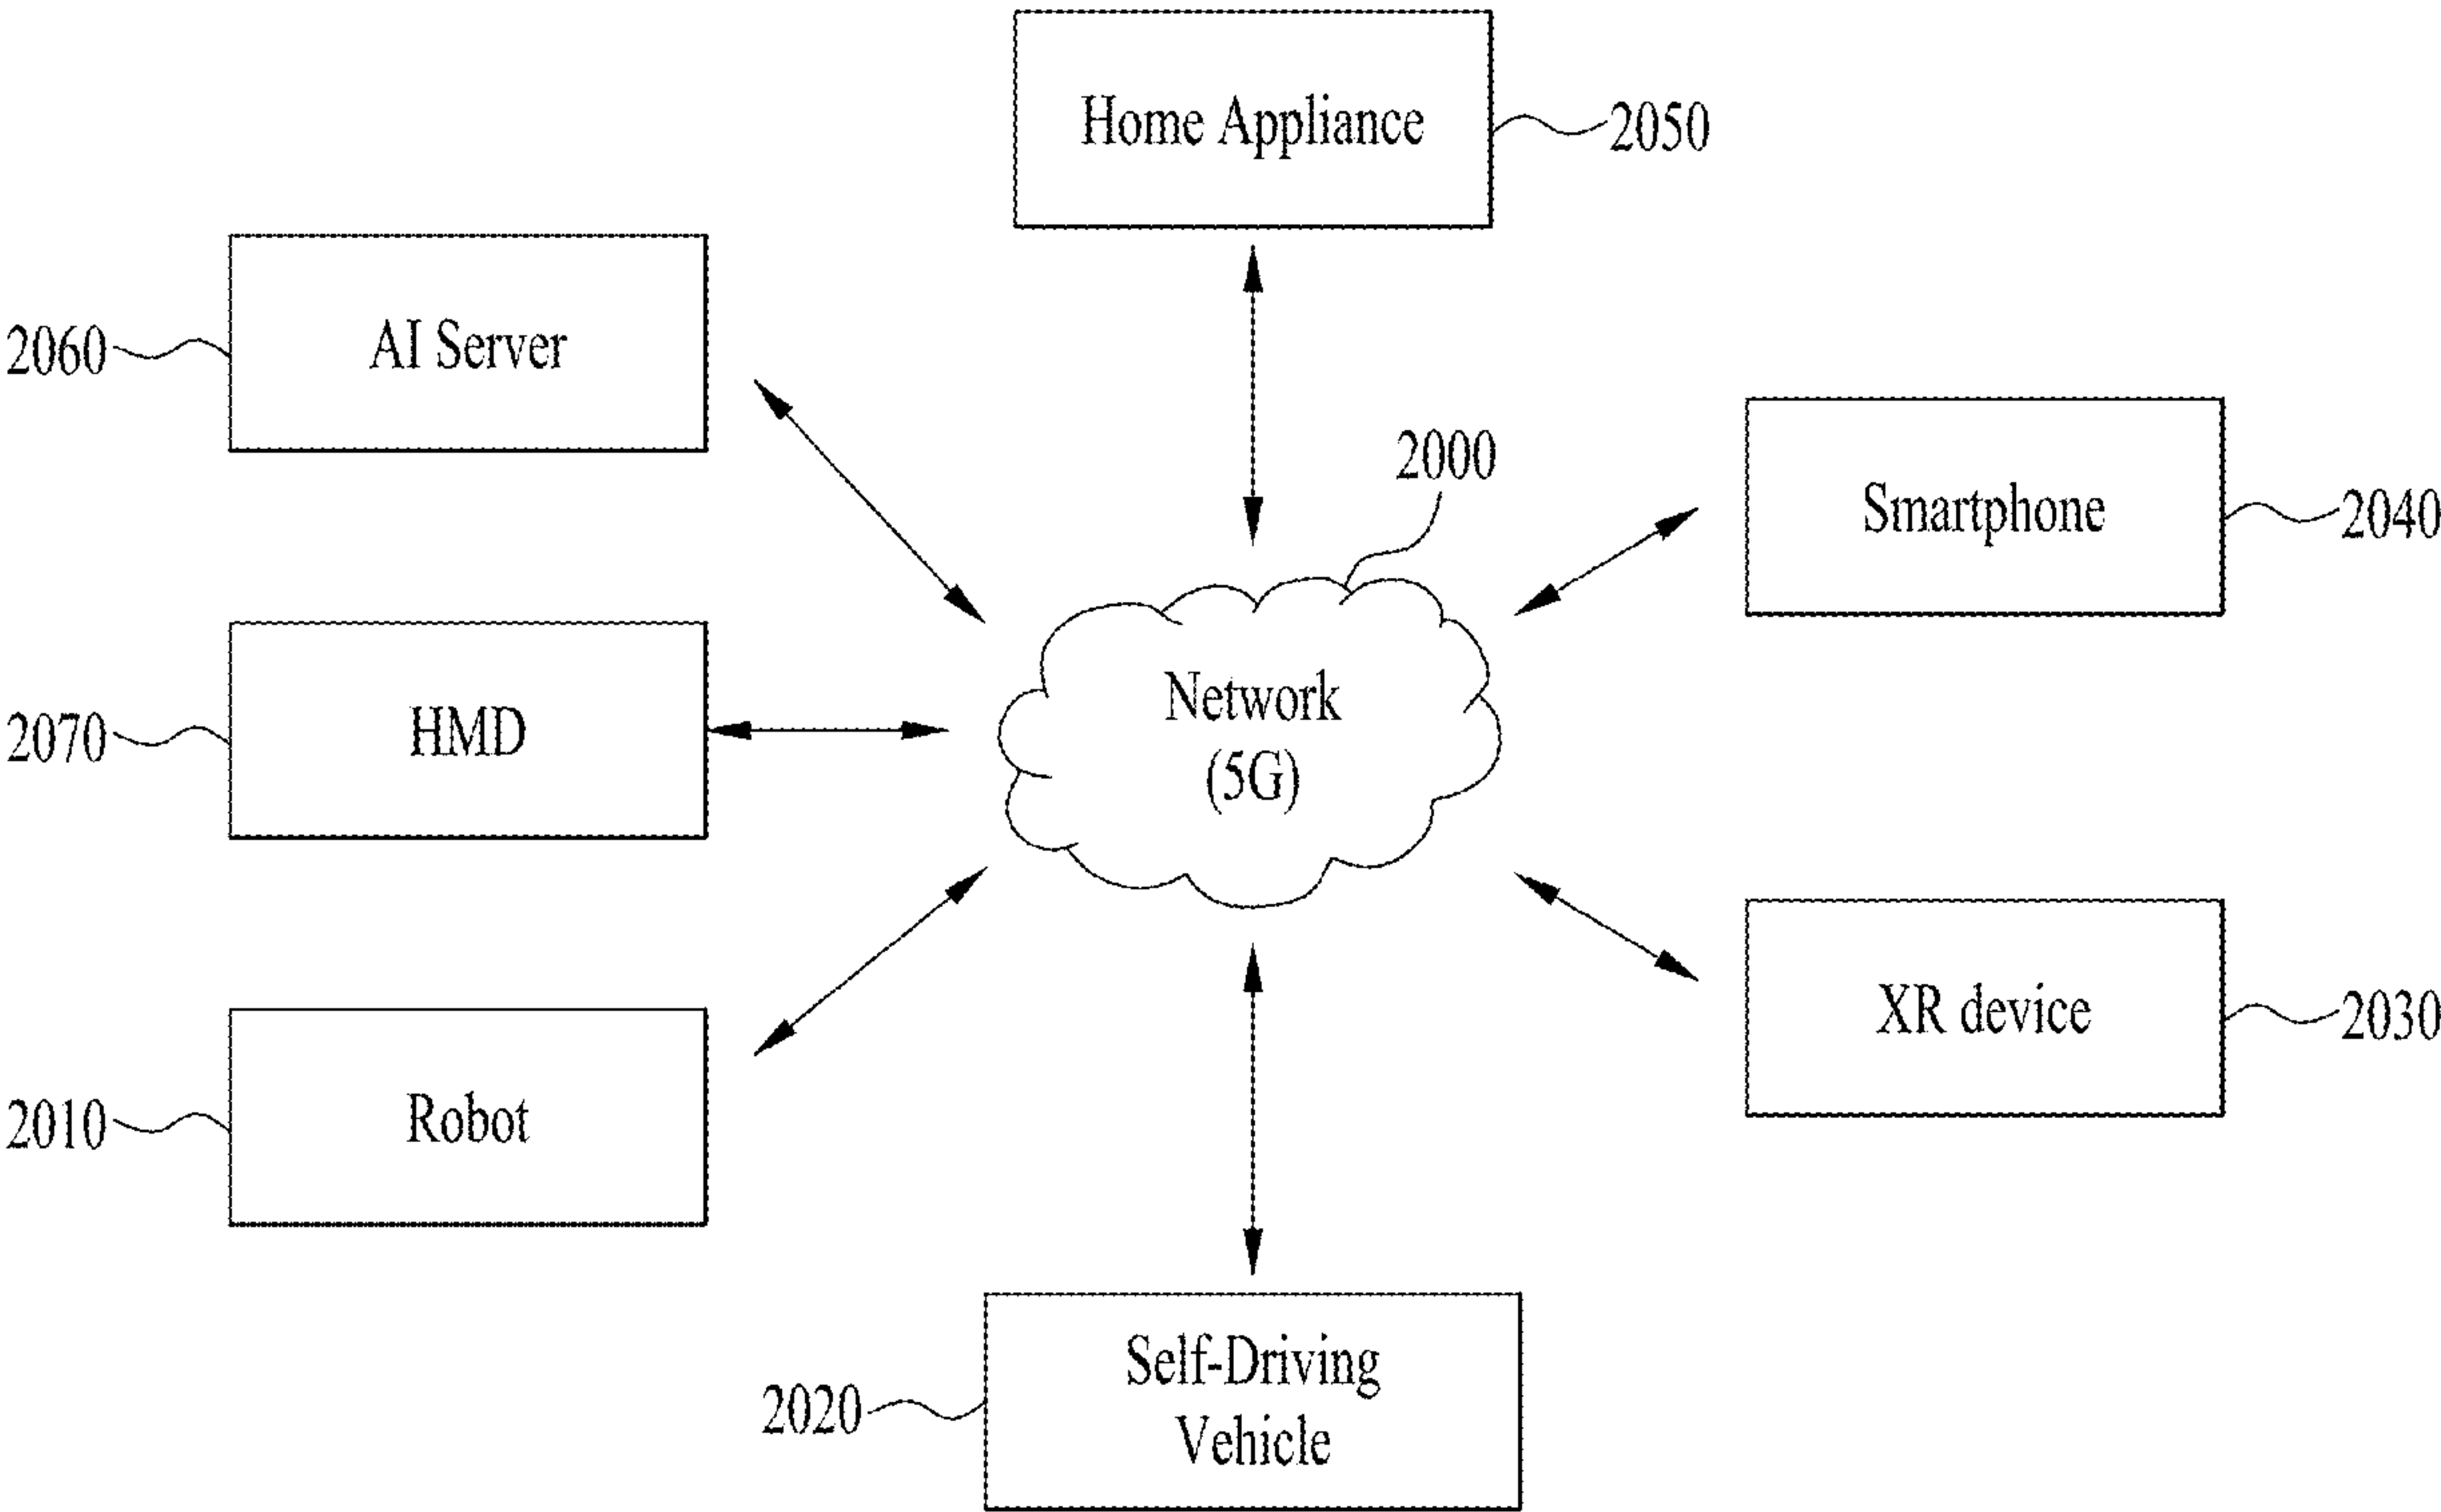 Home Appliance
2050
AI Server
2060
2000
Smartphone
2040
Network
(5G)
HMD
2070
XR device
2030
Robot
2010
Self-Driving
Vehicle
2020